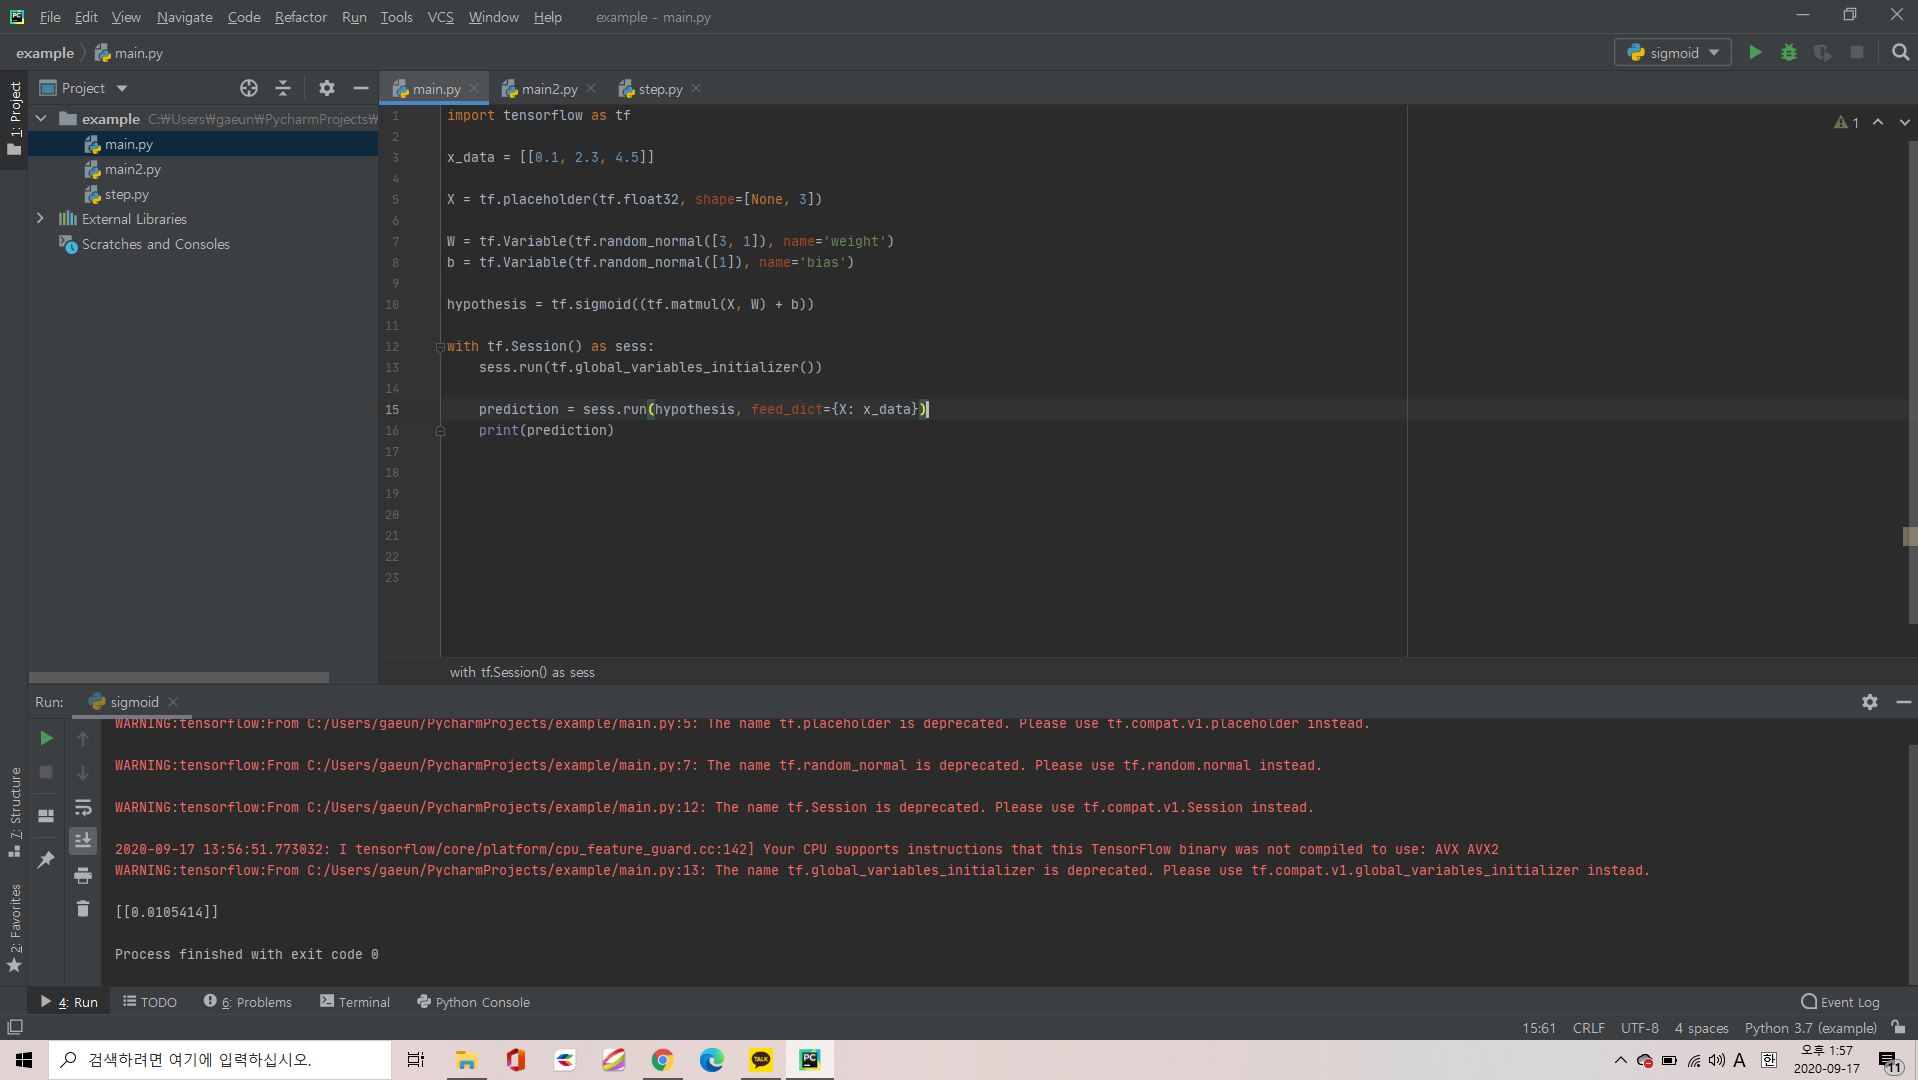 File Edit View Navigate Code Refactor Run Tools VCS Window Help example - main.py
example main.py sigmoid
1: Project
Project
main.py main2.py step.py
example C:₩Users₩gaeun₩PycharmProjects₩
main.py
main2.py
step.py
External Libraries
Scratches and Consoles
1
1 import tensorflow as tf
2
3 x_data = [[0.1, 2.3, 4.5]]
4
5 X = tf.placeholder(tf.float32, shape=[None, 3])
6
7 W = tf.Variable(tf.random_normal([3, 1]), name='weight')
8 b = tf.Variable(tf.random_normal([1]), name='bias')
9
10 hypothesis = tf.sigmoid((tf.matmul(X, W) + b))
11
12 with tf.Session() as sess:
13 sess.run(tf.global_variables_initializer())
14
15 prediction = sess.run(hypothesis, feed_dict={X: x_data})
16 print(prediction)
17
18
19
20
21
22
23
with tf.Session() as sess
Run: sigmoid
WARNING:tensorflow:From C:/Users/gaeun/PycharmProjects/example/main.py:5: The name tf.placeholder is deprecated. Please use tf.compat.v1.placeholder instead.
WARNING:tensorflow:From C:/Users/gaeun/PycharmProjects/example/main.py:7: The name tf.random_normal is deprecated. Please use tf.random.normal instead.
WARNING:tensorflow:From C:/Users/gaeun/PycharmProjects/example/main.py:12: The name tf.Session is deprecated. Please use tf.compat.v1.Session instead.
2020-09-17 13:56:51.773032: I tensorflow/core/platform/cpu_feature_guard.cc:142] Your CPU supports instructions that this TensorFlow binary was not compiled to use: AVX AVX2
WARNING:tensorflow:From C:/Users/gaeun/PycharmProjects/example/main.py:13: The name tf.global_variables_initializer is deprecated. Please use tf.compat.v1.global_variables_initializer instead.
[[0.0105414]]
Process finished with exit code 0
7: Structure
2: Favorites
4: Run TODO 6: Problems Terminal Python Console Event Log
15:61 CRLF UTF-8 4 spaces Python 3.7 (example)
검색하려면 여기에 입력하십시오.
TALK
PC
A 한
오후 1:57
2020-09-17
11